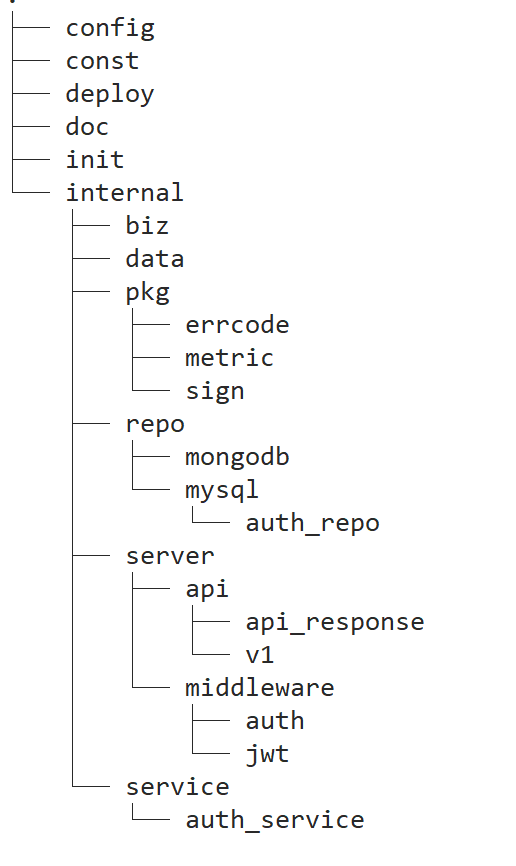 .
config
const
deploy
doc
init
internal
biz
data
pkg
errcode
metric
sign
repo
mongodb
mysql
auth_repo
server
api
api_response
v1
middleware
auth
jwt
service
auth_service